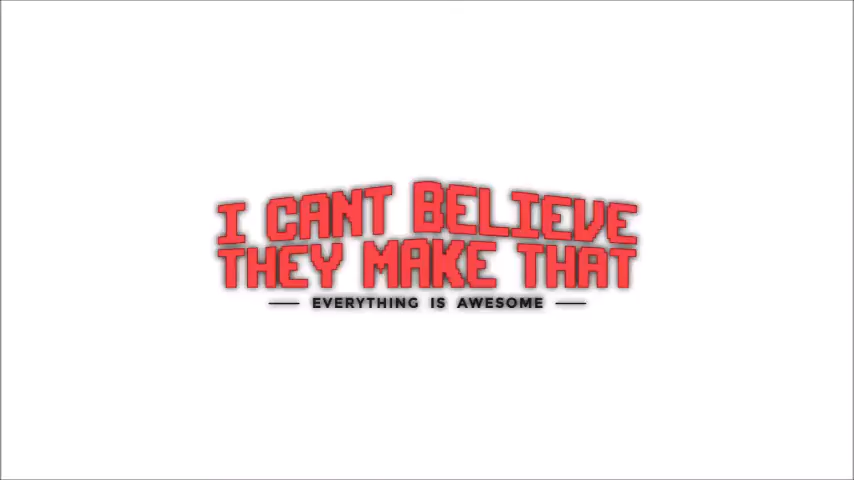 I CANT BELIEVE
THEY MAKE THAT
EVERYTHING IS AWESOME